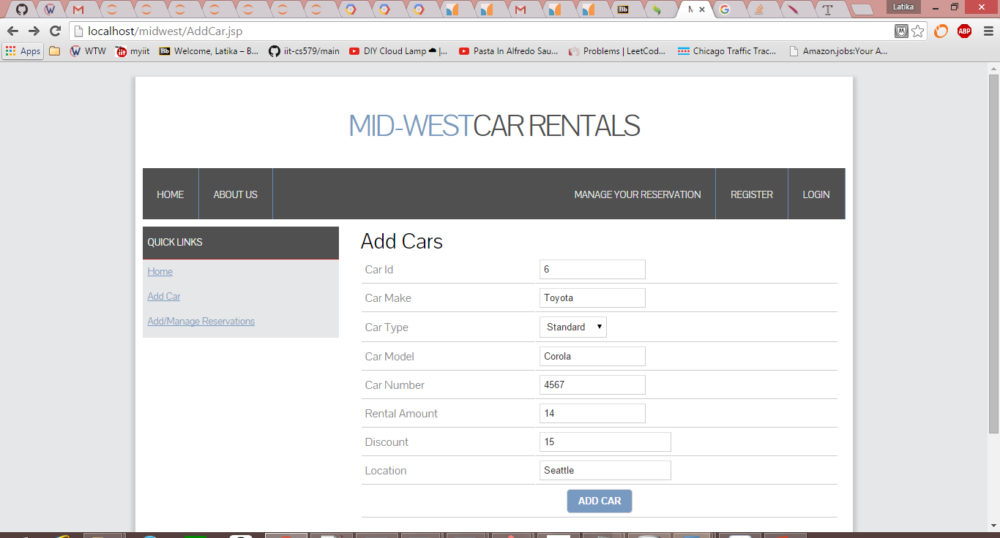 Latika
localhost/midwest/AddCar.jsp
ABP
Apps WTW myiit Bb Welcome, Latika – B... iit-cs579/main DIY Cloud Lamp ☁ |... Pasta In Alfredo Sau... Problems | LeetCod... Chicago Traffic Trac... Amazon.jobs:Your A...
MID-WESTCAR RENTALS
HOME ABOUT US MANAGE YOUR RESERVATION REGISTER LOGIN
QUICK LINKS
Home
Add Car
Add/Manage Reservations
Add Cars
Car Id 6
Car Make Toyota
Car Type Standard
Car Model Corola
Car Number 4567
Rental Amount 14
Discount 15
Location Seattle
ADD CAR